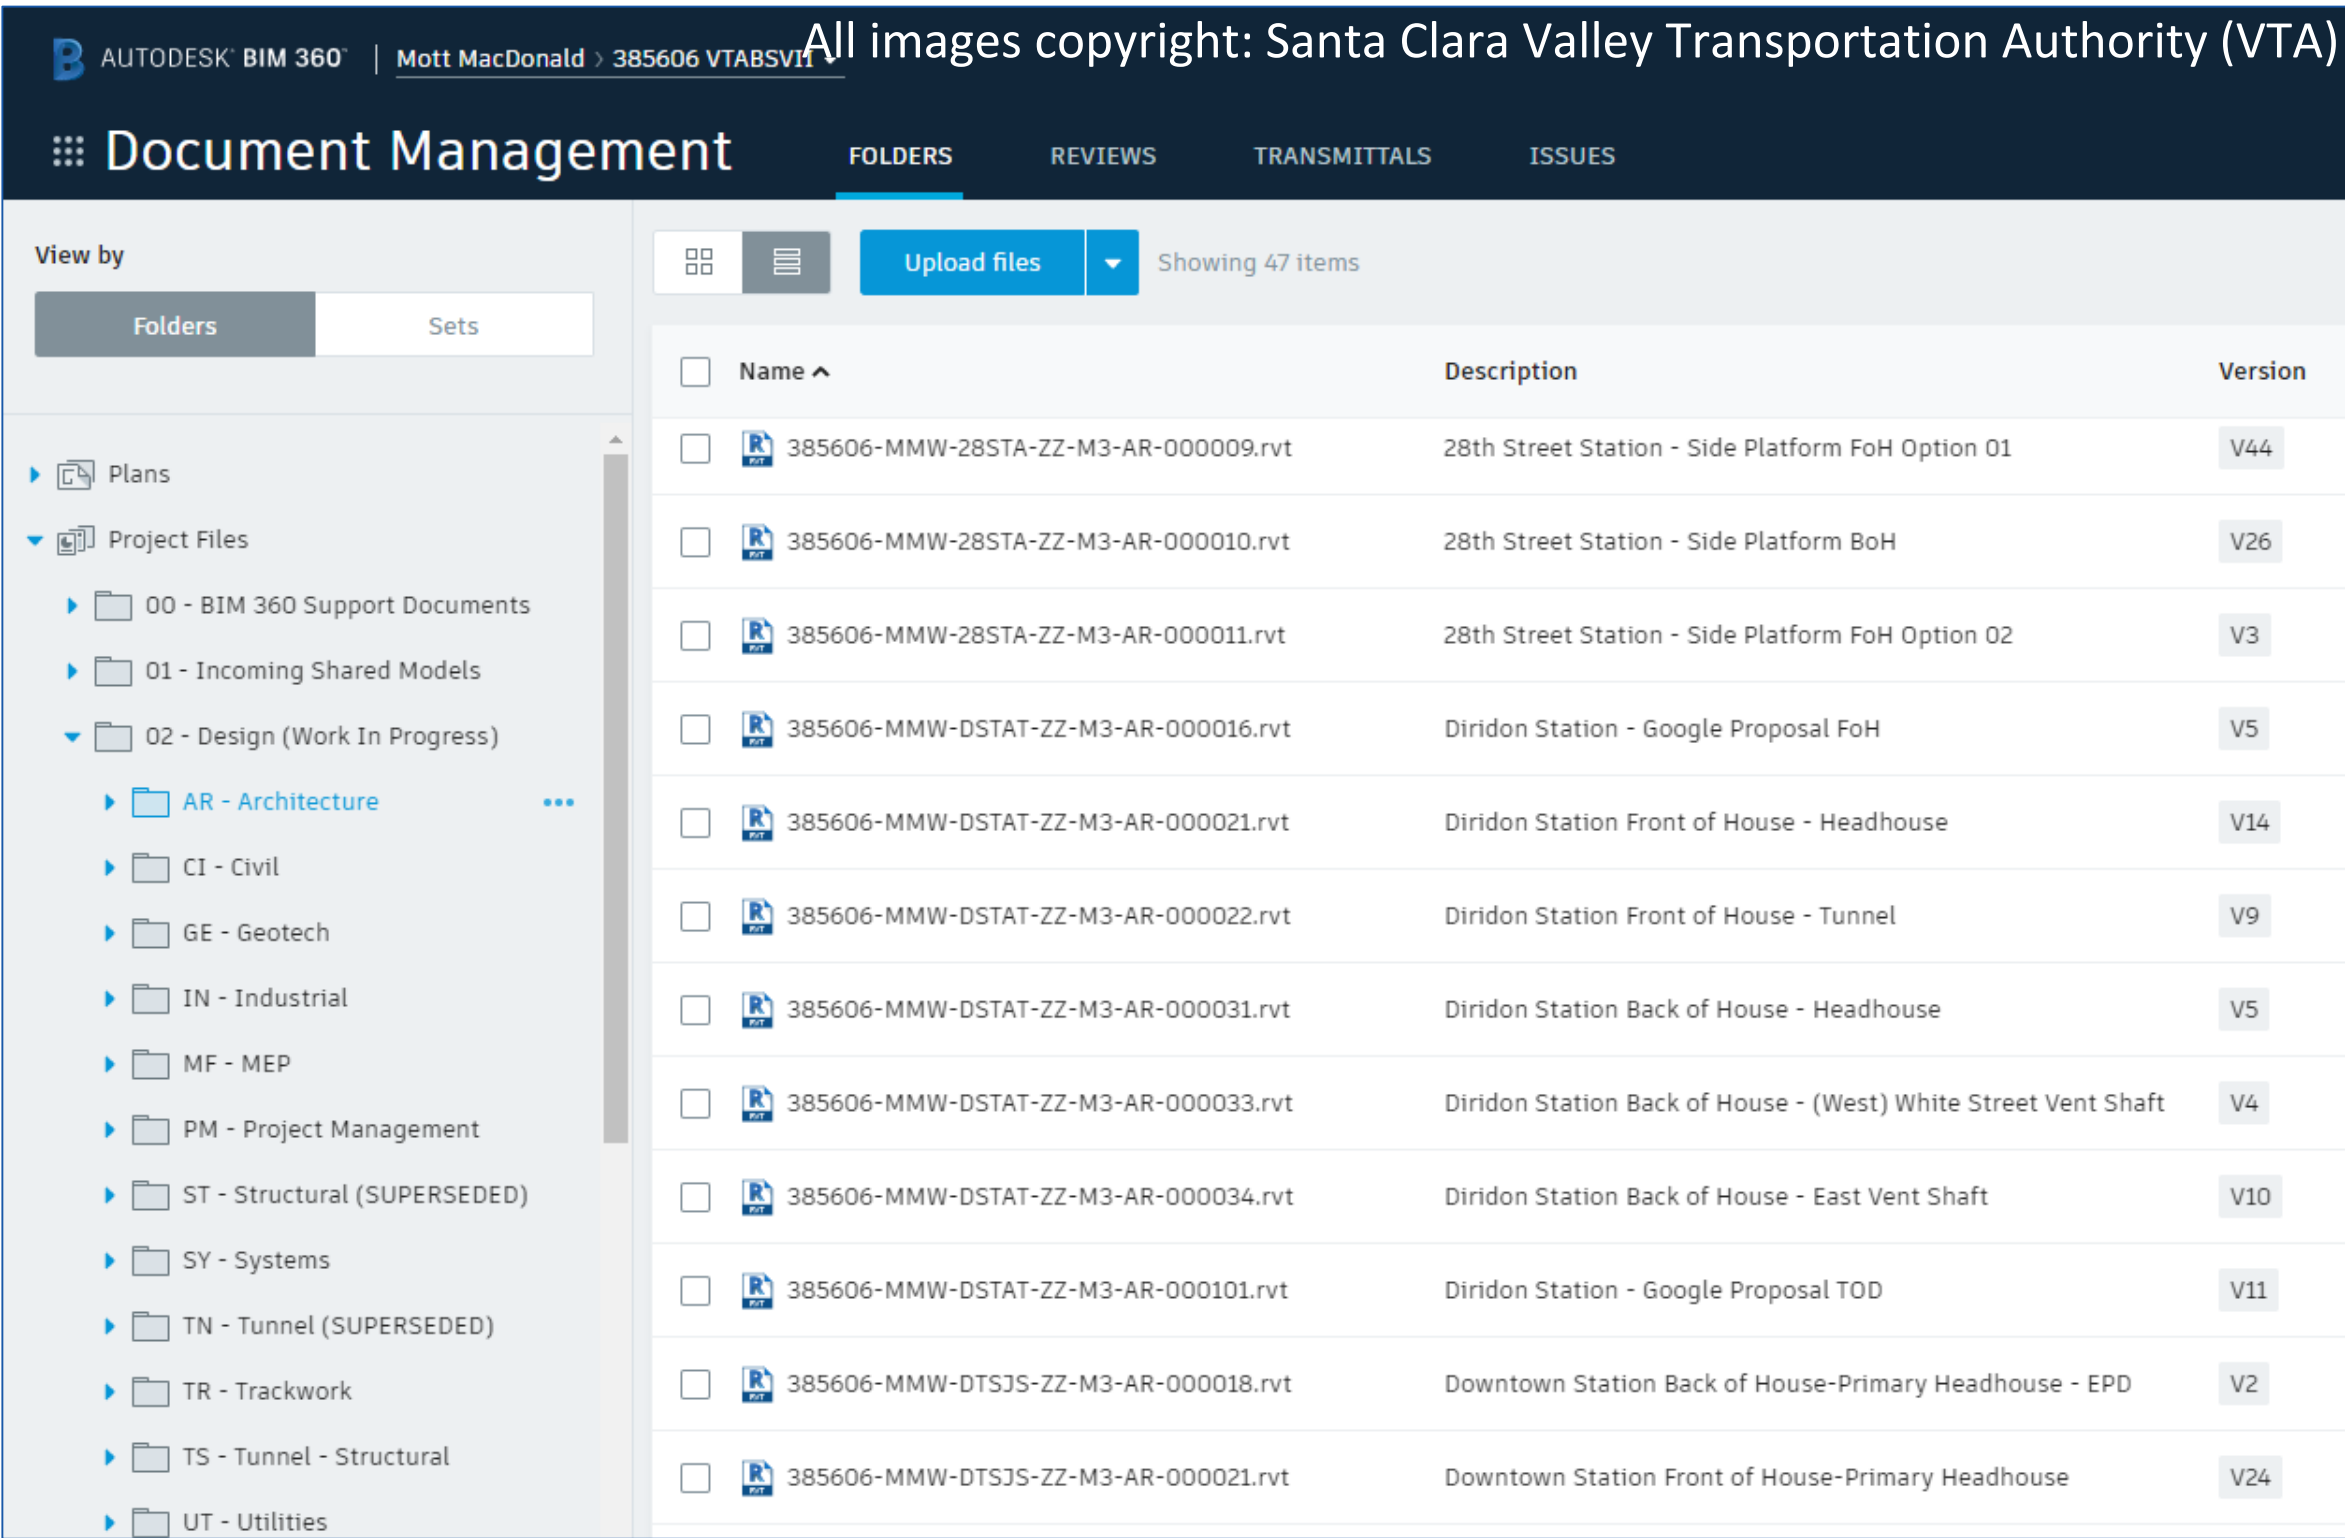 All images copyright: Santa Clara Valley Transportation Authority (VTA)
AUTODESK® BIM 360™ | Mott MacDonald > 385606 VTABSVII
Document Management
FOLDERS REVIEWS TRANSMITTALS ISSUES
View by
Folders Sets
Plans
Project Files
00 - BIM 360 Support Documents
01 - Incoming Shared Models
02 - Design (Work In Progress)
AR - Architecture
CI - Civil
GE - Geotech
IN - Industrial
MF - MEP
PM - Project Management
ST - Structural (SUPERSEDED)
SY - Systems
TN - Tunnel (SUPERSEDED)
TR - Trackwork
TS - Tunnel - Structural
UT - Utilities
Upload files Showing 47 items
Name Description Version
385606-MMW-28STA-ZZ-M3-AR-000009.rvt 28th Street Station - Side Platform FoH Option 01 V44
385606-MMW-28STA-ZZ-M3-AR-000010.rvt 28th Street Station - Side Platform BoH V26
385606-MMW-28STA-ZZ-M3-AR-000011.rvt 28th Street Station - Side Platform FoH Option 02 V3
385606-MMW-DSTAT-ZZ-M3-AR-000016.rvt Diridon Station - Google Proposal FoH V5
385606-MMW-DSTAT-ZZ-M3-AR-000021.rvt Diridon Station Front of House - Headhouse V14
385606-MMW-DSTAT-ZZ-M3-AR-000022.rvt Diridon Station Front of House - Tunnel V9
385606-MMW-DSTAT-ZZ-M3-AR-000031.rvt Diridon Station Back of House - Headhouse V5
385606-MMW-DSTAT-ZZ-M3-AR-000033.rvt Diridon Station Back of House - (West) White Street Vent Shaft V4
385606-MMW-DSTAT-ZZ-M3-AR-000034.rvt Diridon Station Back of House - East Vent Shaft V10
385606-MMW-DSTAT-ZZ-M3-AR-000101.rvt Diridon Station - Google Proposal TOD V11
385606-MMW-DTSJS-ZZ-M3-AR-000018.rvt Downtown Station Back of House-Primary Headhouse - EPD V2
385606-MMW-DTSJS-ZZ-M3-AR-000021.rvt Downtown Station Front of House-Primary Headhouse V24